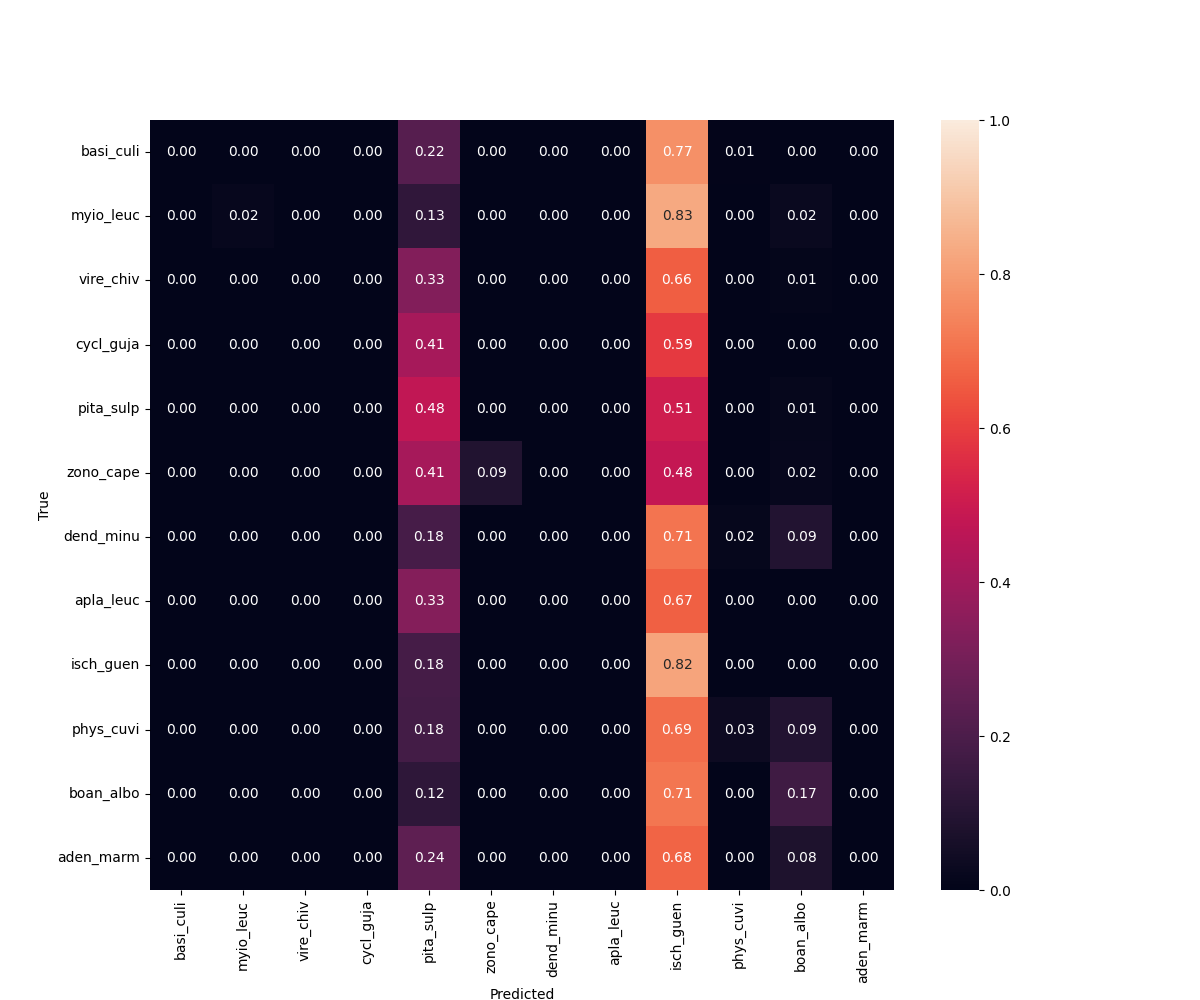 basi_culi 0.00 0.00 0.00 0.00 0.22 0.00 0.00 0.00 0.77 0.01 0.00 0.00
myio_leuc 0.00 0.02 0.00 0.00 0.13 0.00 0.00 0.00 0.83 0.00 0.02 0.00
vire_chiv 0.00 0.00 0.00 0.00 0.33 0.00 0.00 0.00 0.66 0.00 0.01 0.00
cycl_guja 0.00 0.00 0.00 0.00 0.41 0.00 0.00 0.00 0.59 0.00 0.00 0.00
pita_sulp 0.00 0.00 0.00 0.00 0.48 0.00 0.00 0.00 0.51 0.00 0.01 0.00
zono_cape 0.00 0.00 0.00 0.00 0.41 0.09 0.00 0.00 0.48 0.00 0.02 0.00
dend_minu 0.00 0.00 0.00 0.00 0.18 0.00 0.00 0.00 0.71 0.02 0.09 0.00
apla_leuc 0.00 0.00 0.00 0.00 0.33 0.00 0.00 0.00 0.67 0.00 0.00 0.00
isch_guen 0.00 0.00 0.00 0.00 0.18 0.00 0.00 0.00 0.82 0.00 0.00 0.00
phys_cuvi 0.00 0.00 0.00 0.00 0.18 0.00 0.00 0.00 0.69 0.03 0.09 0.00
boan_albo 0.00 0.00 0.00 0.00 0.12 0.00 0.00 0.00 0.71 0.00 0.17 0.00
aden_marm 0.00 0.00 0.00 0.00 0.24 0.00 0.00 0.00 0.68 0.00 0.08 0.00
True
basi_culi
myio_leuc
vire_chiv
cycl_guja
pita_sulp
zono_cape
dend_minu
apla_leuc
isch_guen
phys_cuvi
boan_albo
aden_marm
Predicted
1.0
0.8
0.6
0.4
0.2
0.0